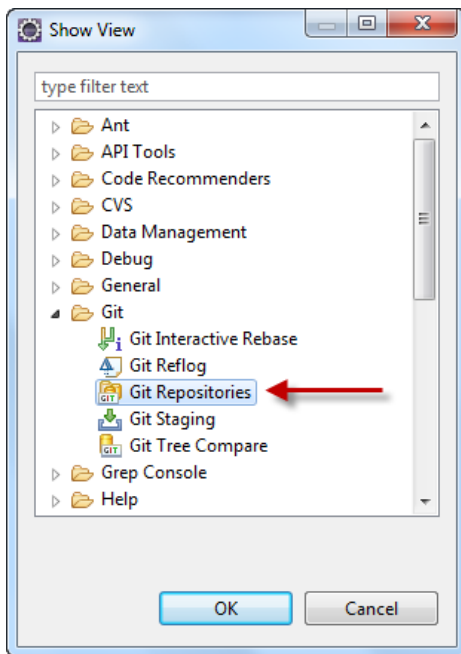 Show View
type filter text
Ant
API Tools
Code Recommenders
CVS
Data Management
Debug
General
Git
Git Interactive Rebase
Git Reflog
Git Repositories
Git Staging
Git Tree Compare
Grep Console
Help
OK Cancel